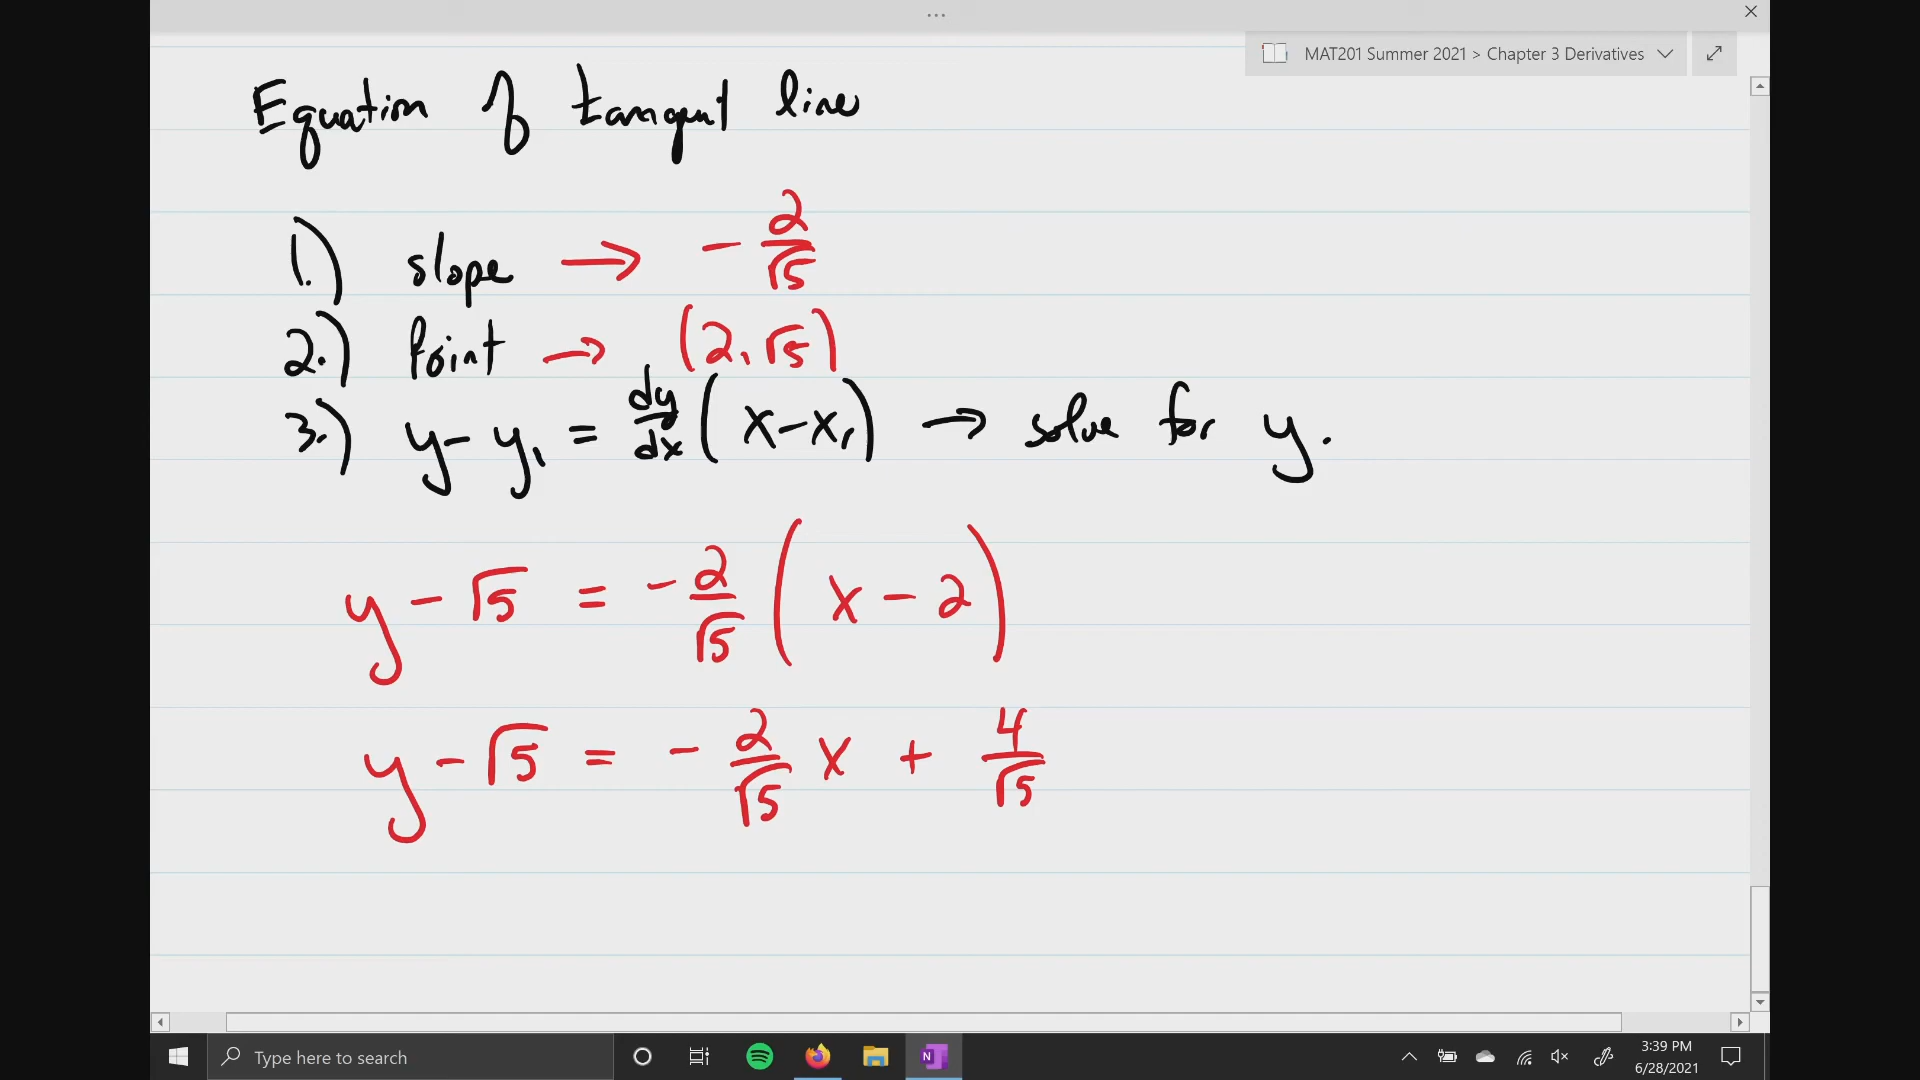 MAT201 Summer 2021 > Chapter 3 Derivatives
Equation of tangent line
1.) slope → - 2/√5
2.) Point → (2, √5)
3.) y - y₁ = dy/dx (x - x₁) → solve for y.
y - √5 = - 2/√5 (x - 2)
y - √5 = - 2/√5 x + 4/√5
Type here to search
N
3:39 PM
6/28/2021